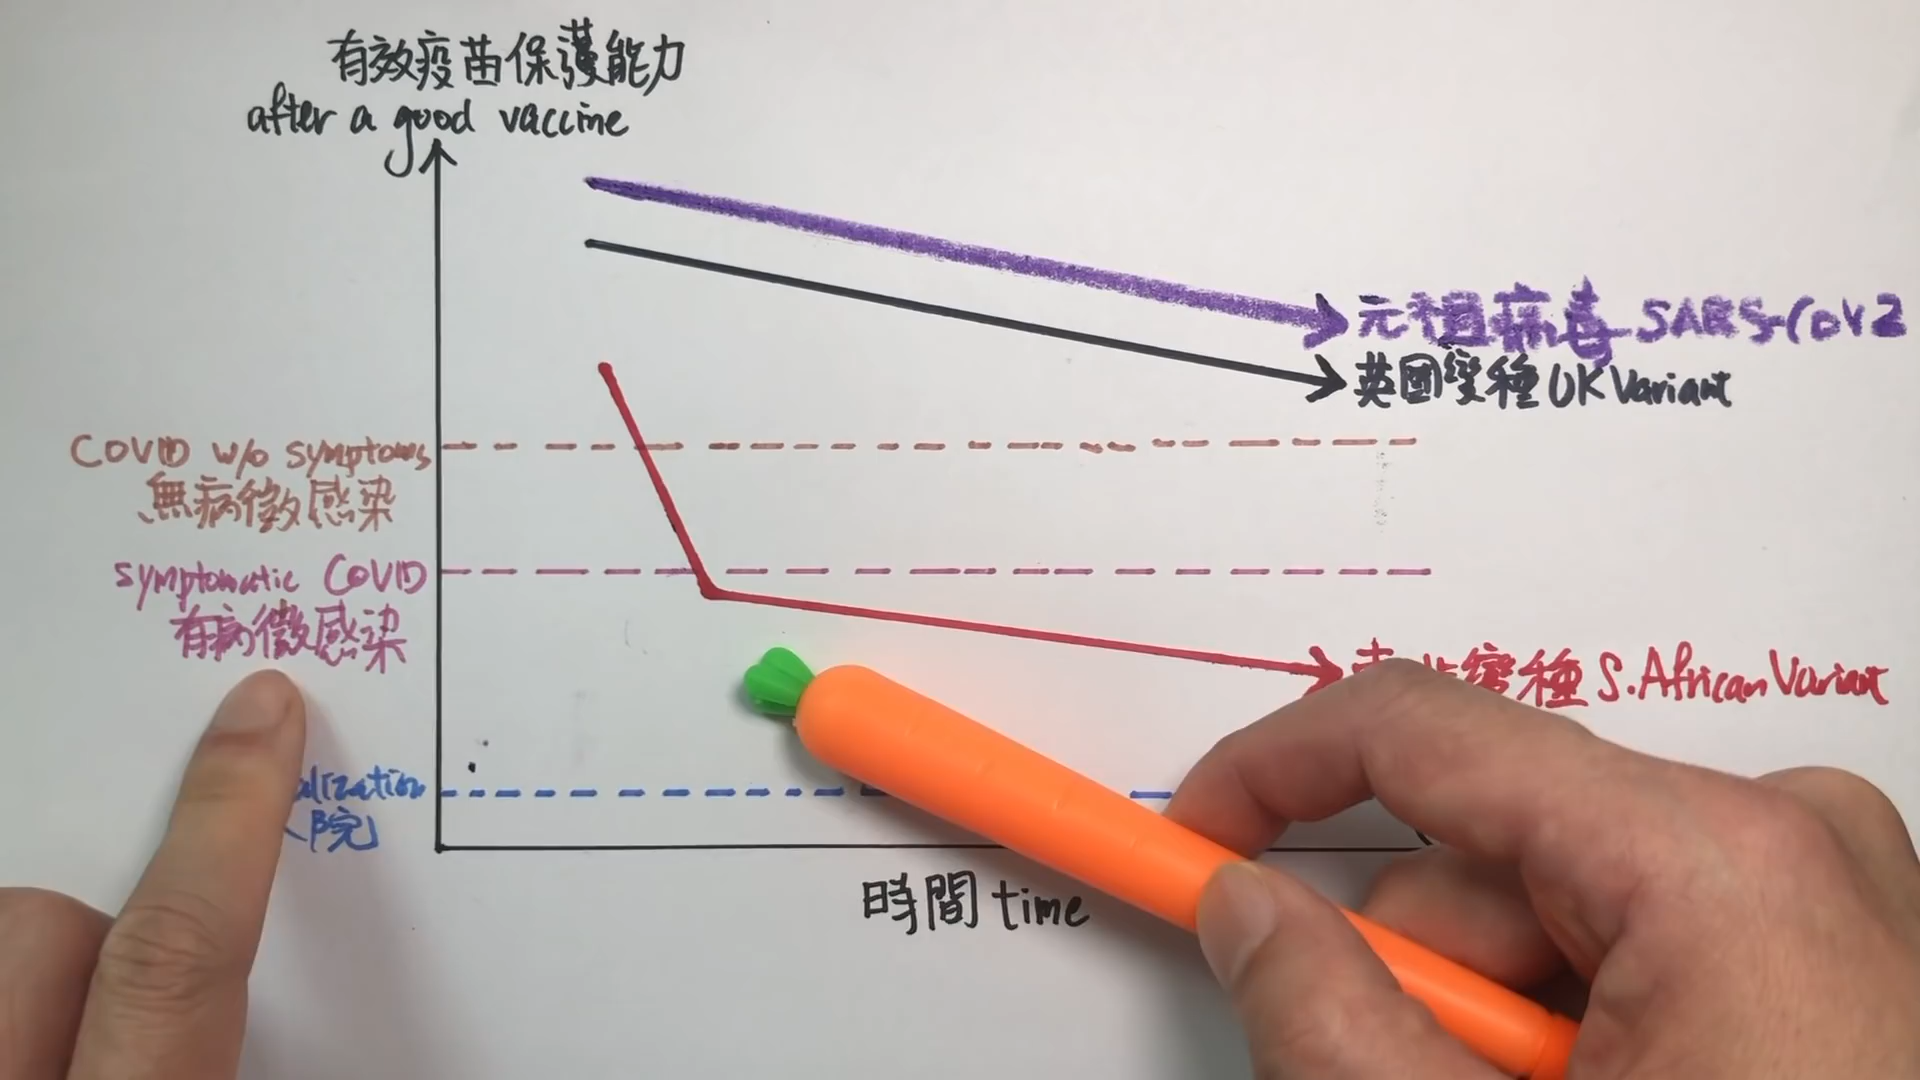 有效疫苗保護能力
after a good vaccine
元祖病毒 SARS-CoV2
英國變種 UK Variant
COVID w/o symptoms
無病徵感染
symptomatic COVID
有病徵感染
變種 S.African Variant
院
時間 time